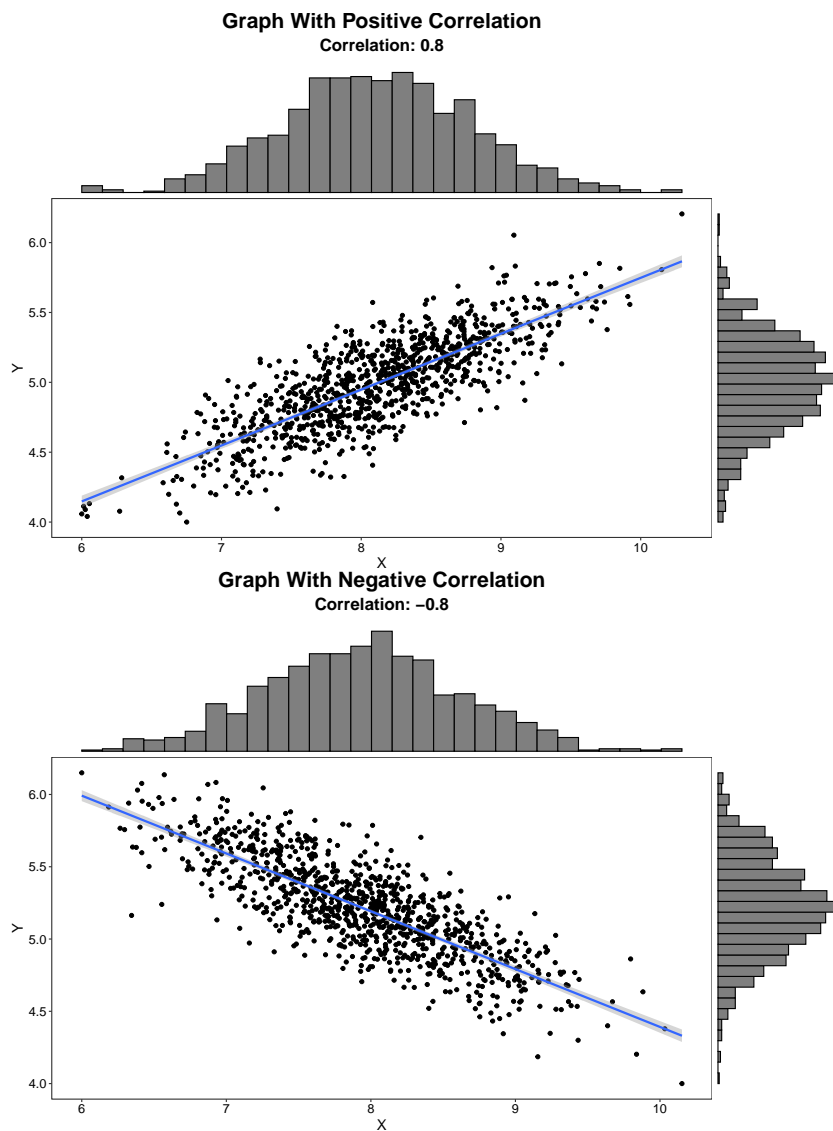 Graph With Positive Correlation
Correlation: 0.8
6.0
5.5
Y
5.0
4.5
4.0
6 7 8 9 10
X
Graph With Negative Correlation
Correlation: −0.8
6.0
5.5
Y
5.0
4.5
4.0
6 7 8 9 10
X